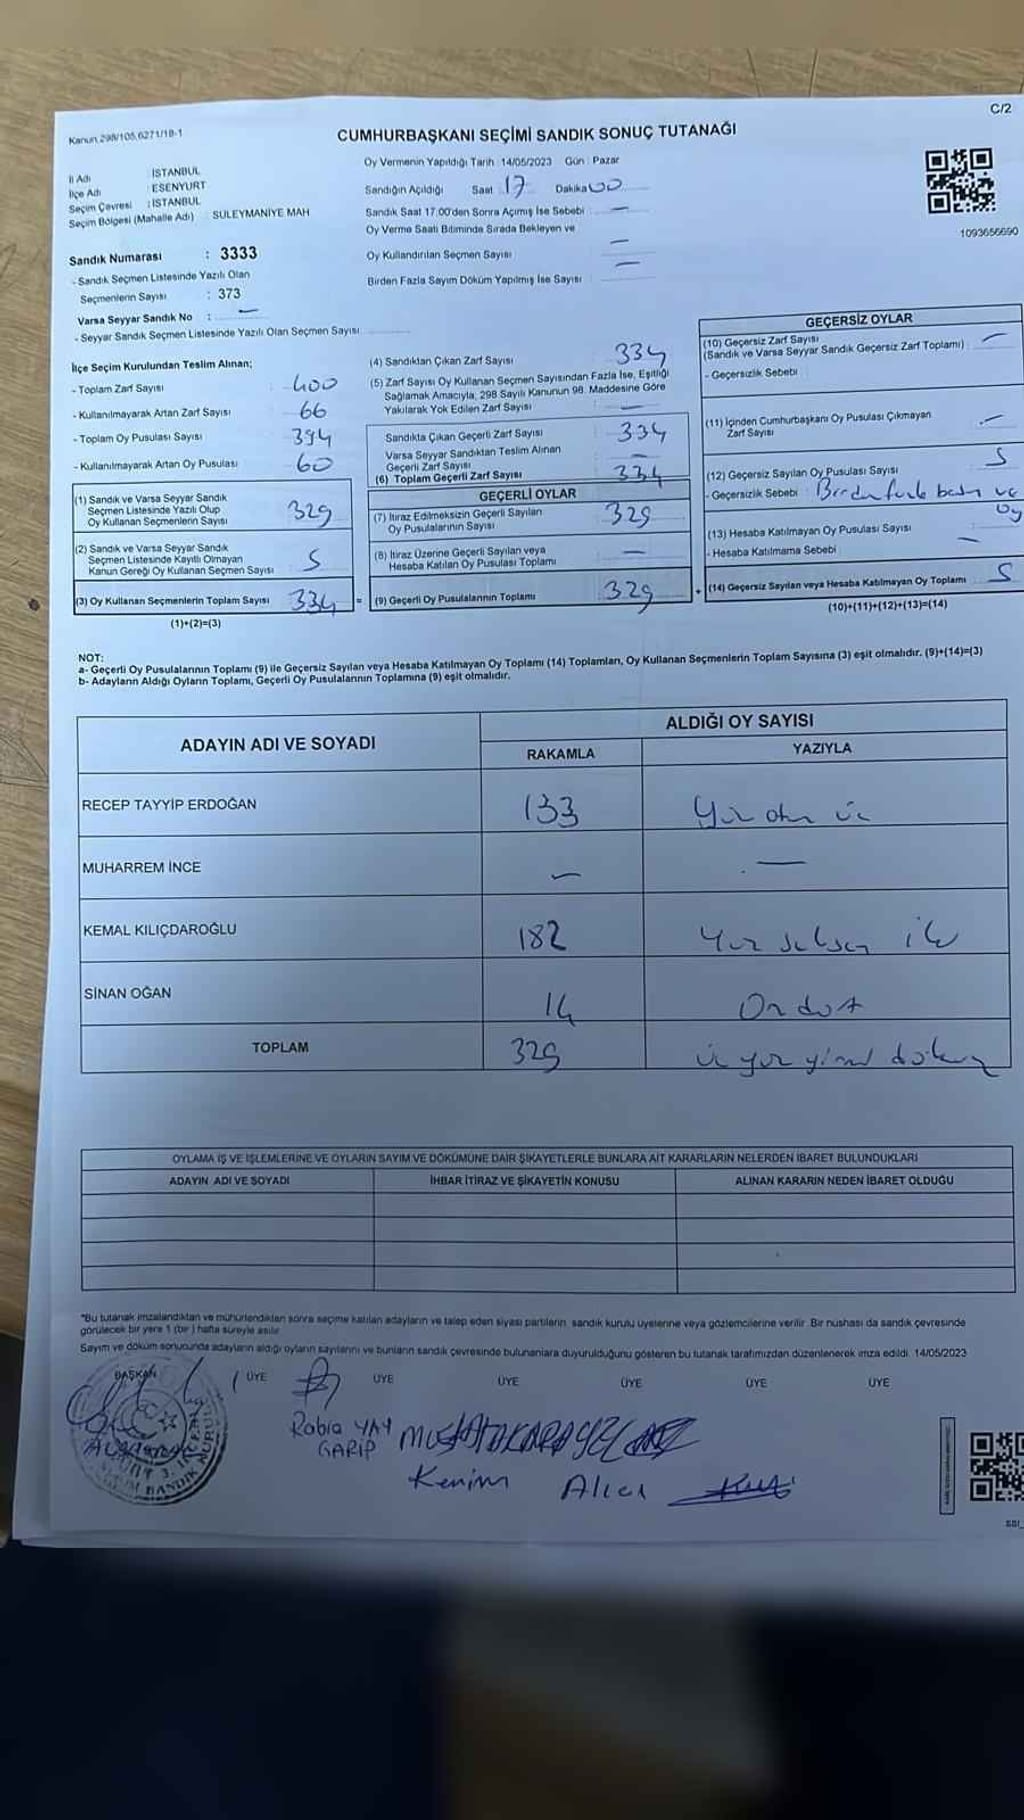 C/2
Kanun 298/105,6271/18-1
CUMHURBAŞKANI SEÇİMİ SANDIK SONUÇ TUTANAĞI
İl Adı : İSTANBUL
İlçe Adı : ESENYURT
Seçim Çevresi : İSTANBUL
Seçim Bölgesi (Mahalle Adı) SÜLEYMANİYE MAH
Oy Vermenin Yapıldığı Tarih :14/05/2023 Gün : Pazar
Sandığın Açıldığı Saat 17 Dakika 00
Sandık Saat 17.00'den Sonra Açımış İse Sebebi : —
Oy Verme Saati Bitiminde Sırada Bekleyen ve
Oy Kullandırılan Seçmen Sayısı —
Birden Fazla Sayım Döküm Yapılmış İse Sayısı —
1093656690
Sandık Numarası : 3333
- Sandık Seçmen Listesinde Yazılı Olan
Seçmenlerin Sayısı : 373
Varsa Seyyar Sandık No : —
- Seyyar Sandık Seçmen Listesinde Yazılı Olan Seçmen Sayısı
İlçe Seçim Kurulundan Teslim Alınan;
- Toplam Zarf Sayısı 400
- Kullanılmayarak Artan Zarf Sayısı 66
- Toplam Oy Pusulası Sayısı 394
- Kullanılmayarak Artan Oy Pusulası 60
(1) Sandık ve Varsa Seyyar Sandık
Seçmen Listesinde Yazılı Olup
Oy Kullanan Seçmenlerin Sayısı 329
(2) Sandık ve Varsa Seyyar Sandık
Seçmen Listesinde Kayıtlı Olmayan
Kanun Gereği Oy Kullanan Seçmen Sayısı 5
(3) Oy Kullanan Seçmenlerin Toplam Sayısı 334 =
(1)+(2)=(3)
(4) Sandıktan Çıkan Zarf Sayısı 334
(5) Zarf Sayısı Oy Kullanan Seçmen Sayısından Fazla İse, Eşitliği
Sağlamak Amacıyla, 298 Sayılı Kanunun 98. Maddesine Göre
Yakılarak Yok Edilen Zarf Sayısı —
Sandıkta Çıkan Geçerli Zarf Sayısı 334
Varsa Seyyar Sandıktan Teslim Alınan
Geçerli Zarf Sayısı —
(6) Toplam Geçerli Zarf Sayısı 334
GEÇERLİ OYLAR
(7) İtiraz Edilmeksizin Geçerli Sayılan
Oy Pusulalarının Sayısı 329
(8) İtiraz Üzerine Geçerli Sayılan veya
Hesaba Katılan Oy Pusulası Toplamı —
(9) Geçerli Oy Pusulalarının Toplamı 329 +
GEÇERSİZ OYLAR
(10) Geçersiz Zarf Sayısı
(Sandık ve Varsa Seyyar Sandık Geçersiz Zarf Toplamı) : —
- Geçersizlik Sebebi
(11) İçinden Cumhurbaşkanı Oy Pusulası Çıkmayan
Zarf Sayısı —
(12) Geçersiz Sayılan Oy Pusulası Sayısı 5
- Geçersizlik Sebebi : Birden fazla basın ve
oy
(13) Hesaba Katılmayan Oy Pusulası Sayısı —
- Hesaba Katılmama Sebebi
(14) Geçersiz Sayılan veya Hesaba Katılmayan Oy Toplamı 5
(10)+(11)+(12)+(13)=(14)
NOT:
a- Geçerli Oy Pusulalarının Toplamı (9) ile Geçersiz Sayılan veya Hesaba Katılmayan Oy Toplamı (14) Toplamları, Oy Kullanan Seçmenlerin Toplam Sayısına (3) eşit olmalıdır. (9)+(14)=(3)
b- Adayların Aldığı Oyların Toplamı, Geçerli Oy Pusulalarının Toplamına (9) eşit olmalıdır.
ADAYIN ADI VE SOYADI
ALDIĞI OY SAYISI
RAKAMLA YAZIYLA
RECEP TAYYİP ERDOĞAN 133 Yüz otuz üç
MUHARREM İNCE — —
KEMAL KILIÇDAROĞLU 182 Yüz seksen iki
SİNAN OĞAN 14 On dört
TOPLAM 329 üç yüz yirmi dokuz
OYLAMA İŞ VE İŞLEMLERİNE VE OYLARIN SAYIM VE DÖKÜMÜNE DAİR ŞİKAYETLERLE BUNLARA AİT KARARLARIN NELERDEN İBARET BULUNDUKLARI
ADAYIN ADI VE SOYADI İHBAR İTİRAZ VE ŞİKAYETİN KONUSU ALINAN KARARIN NEDEN İBARET OLDUĞU
*Bu tutanak imzalandıktan ve mühürlendikten sonra seçime katılan adayların ve talep eden siyasi partilerin sandık kurulu üyelerine veya gözlemcilerine verilir. Bir nüshası da sandık çevresinde
görülecek bir yere 1 (bir ) hafta süreyle asılır
Sayım ve döküm sonucunda adayların aldığı oyların sayılarını ve bunların sandık çevresinde bulunanlara duyurulduğunu gösteren bu tutanak tarafımızdan düzenlenerek imza edildi. 14/05/2023
BAŞKAN ÜYE ÜYE ÜYE ÜYE ÜYE ÜYE
Rabia YAY
GARİP
Kerim Alıcı